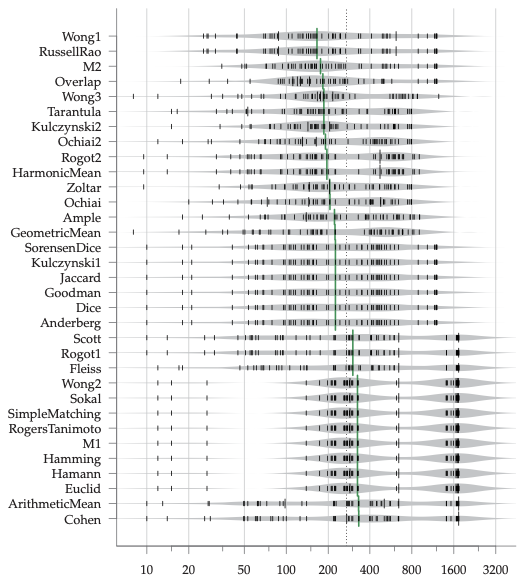 Wong1
RussellRao
M2
Overlap
Wong3
Tarantula
Kulczynski2
Ochiai2
Rogot2
HarmonicMean
Zoltar
Ochiai
Ample
GeometricMean
SorensenDice
Kulczynski1
Jaccard
Goodman
Dice
Anderberg
Scott
Rogot1
Fleiss
Wong2
Sokal
SimpleMatching
RogersTanimoto
M1
Hamming
Hamann
Euclid
ArithmeticMean
Cohen
10 20 50 100 200 400 800 1600 3200